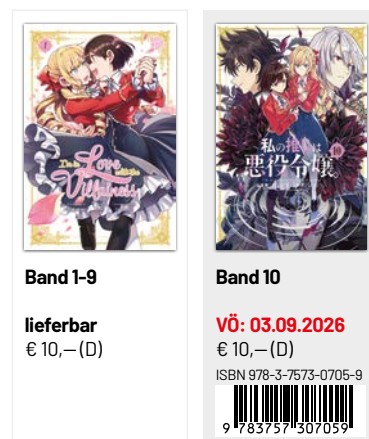 1
I'm in
Love
with the
Villainess
Band 1-9
lieferbar
€ 10,– (D)
私の推しは
悪役令嬢。
Band 10
VÖ: 03.09.2026
€ 10,– (D)
ISBN 978-3-7573-0705-9
9 783757 307059